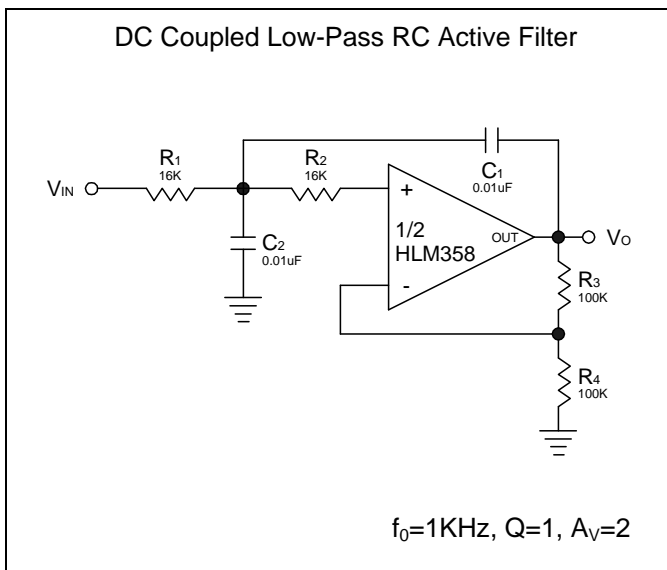 DC Coupled Low-Pass RC Active Filter
R1
16K
R2
16K
C1
0.01uF
VIN
+
1/2
HLM358
OUT
VO
C2
0.01uF
-
R3
100K
R4
100K
f0=1KHz, Q=1, AV=2